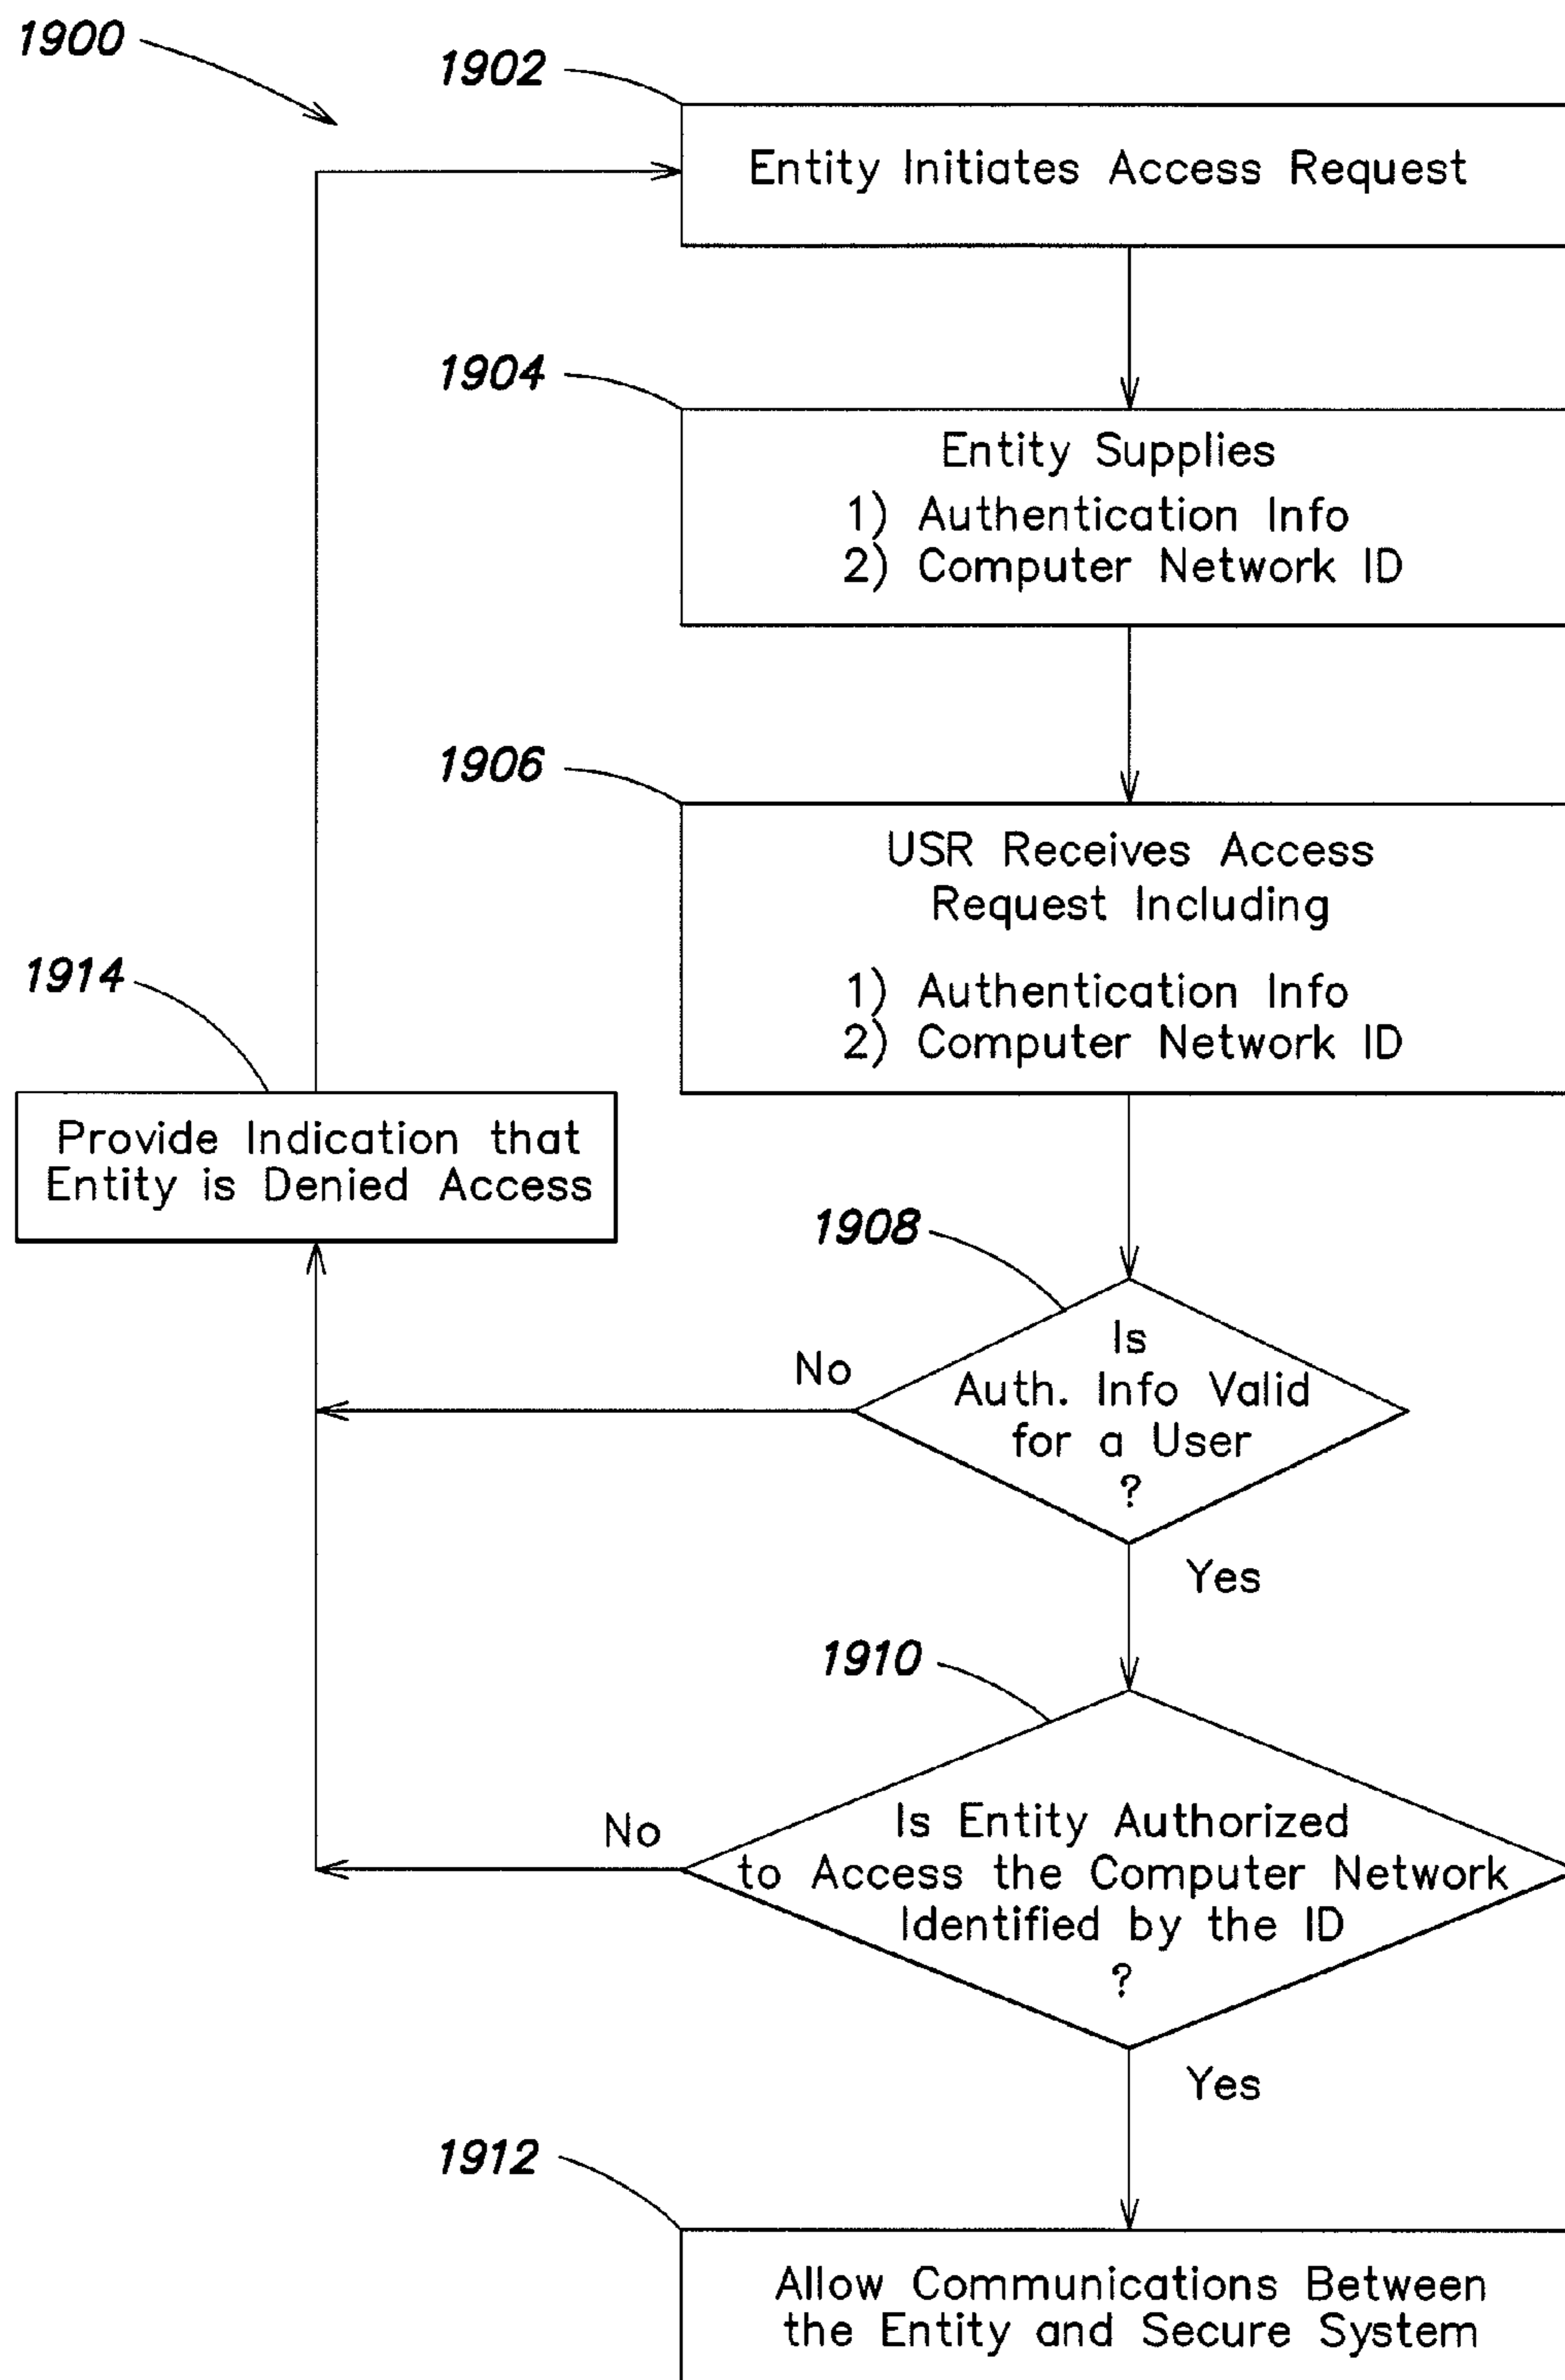 1900
1902
Entity Initiates Access Request
1904
Entity Supplies
1) Authentication Info
2) Computer Network ID
1906
USR Receives Access
Request Including
1) Authentication Info
2) Computer Network ID
1914
Provide Indication that
Entity is Denied Access
1908
Is
Auth. Info Valid
for a User
?
No
Yes
1910
Is Entity Authorized
to Access the Computer Network
Identified by the ID
?
No
Yes
1912
Allow Communications Between
the Entity and Secure System